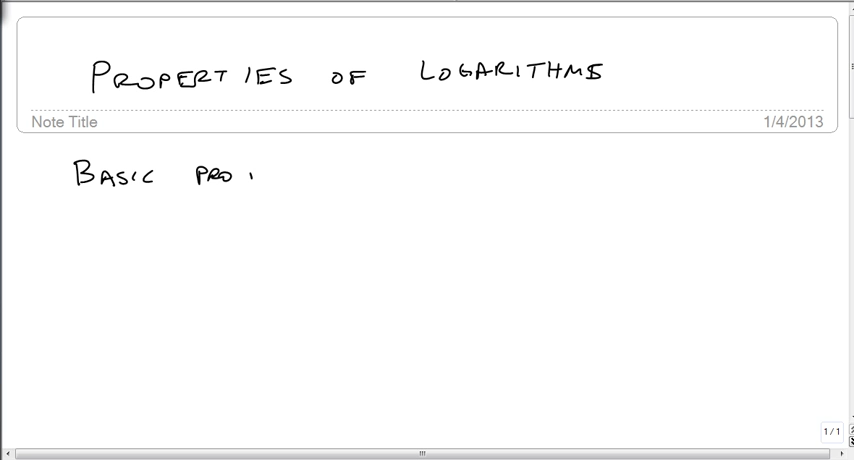 PROPERTIES OF LOGARITHMS
Note Title 1/4/2013
BASIC PRO
1/1